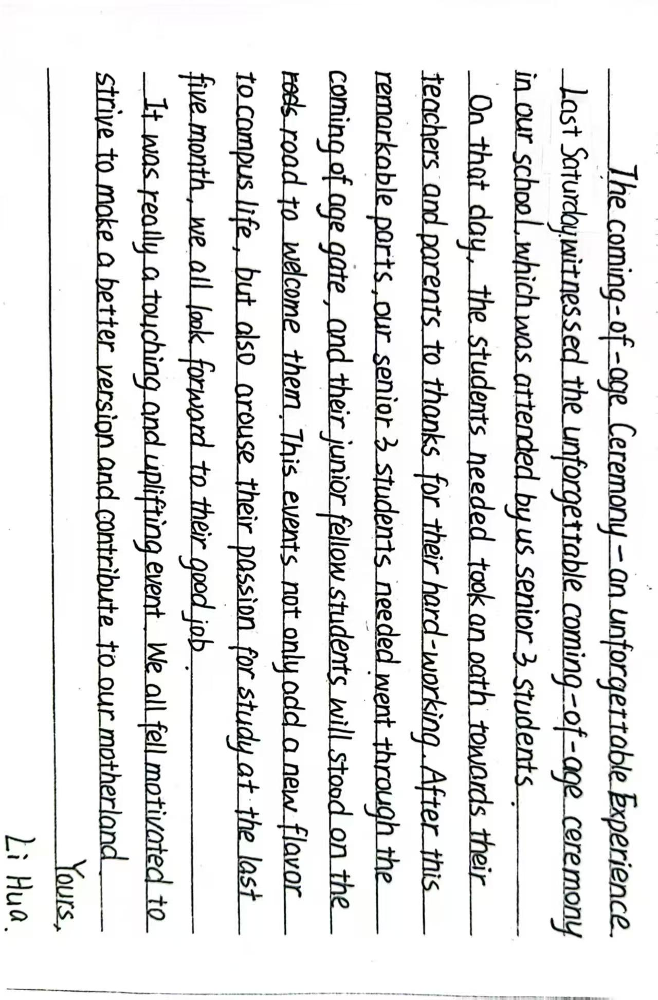 The coming-of-age Ceremony - an unforgettable Experience
Last Saturday witnessed the unforgettable coming-of-age ceremony
in our school, which was attended by us senior 3 students.
On that day, the students needed took an oath towards their
teachers and parents to thanks for their hard-working. After this
remarkable parts, our senior 3 students needed went through the
coming of age gate, and their junior fellow students will stood on the
road to welcome them. This events not only add a new flavor
to campus life, but also arouse their passion for study at the last
five month, we all look forward to their good job.
It was really a touching and uplifting event. We all fell motivated to
strive to make a better version and contribute to our motherland.
Yours,
Li Hua.